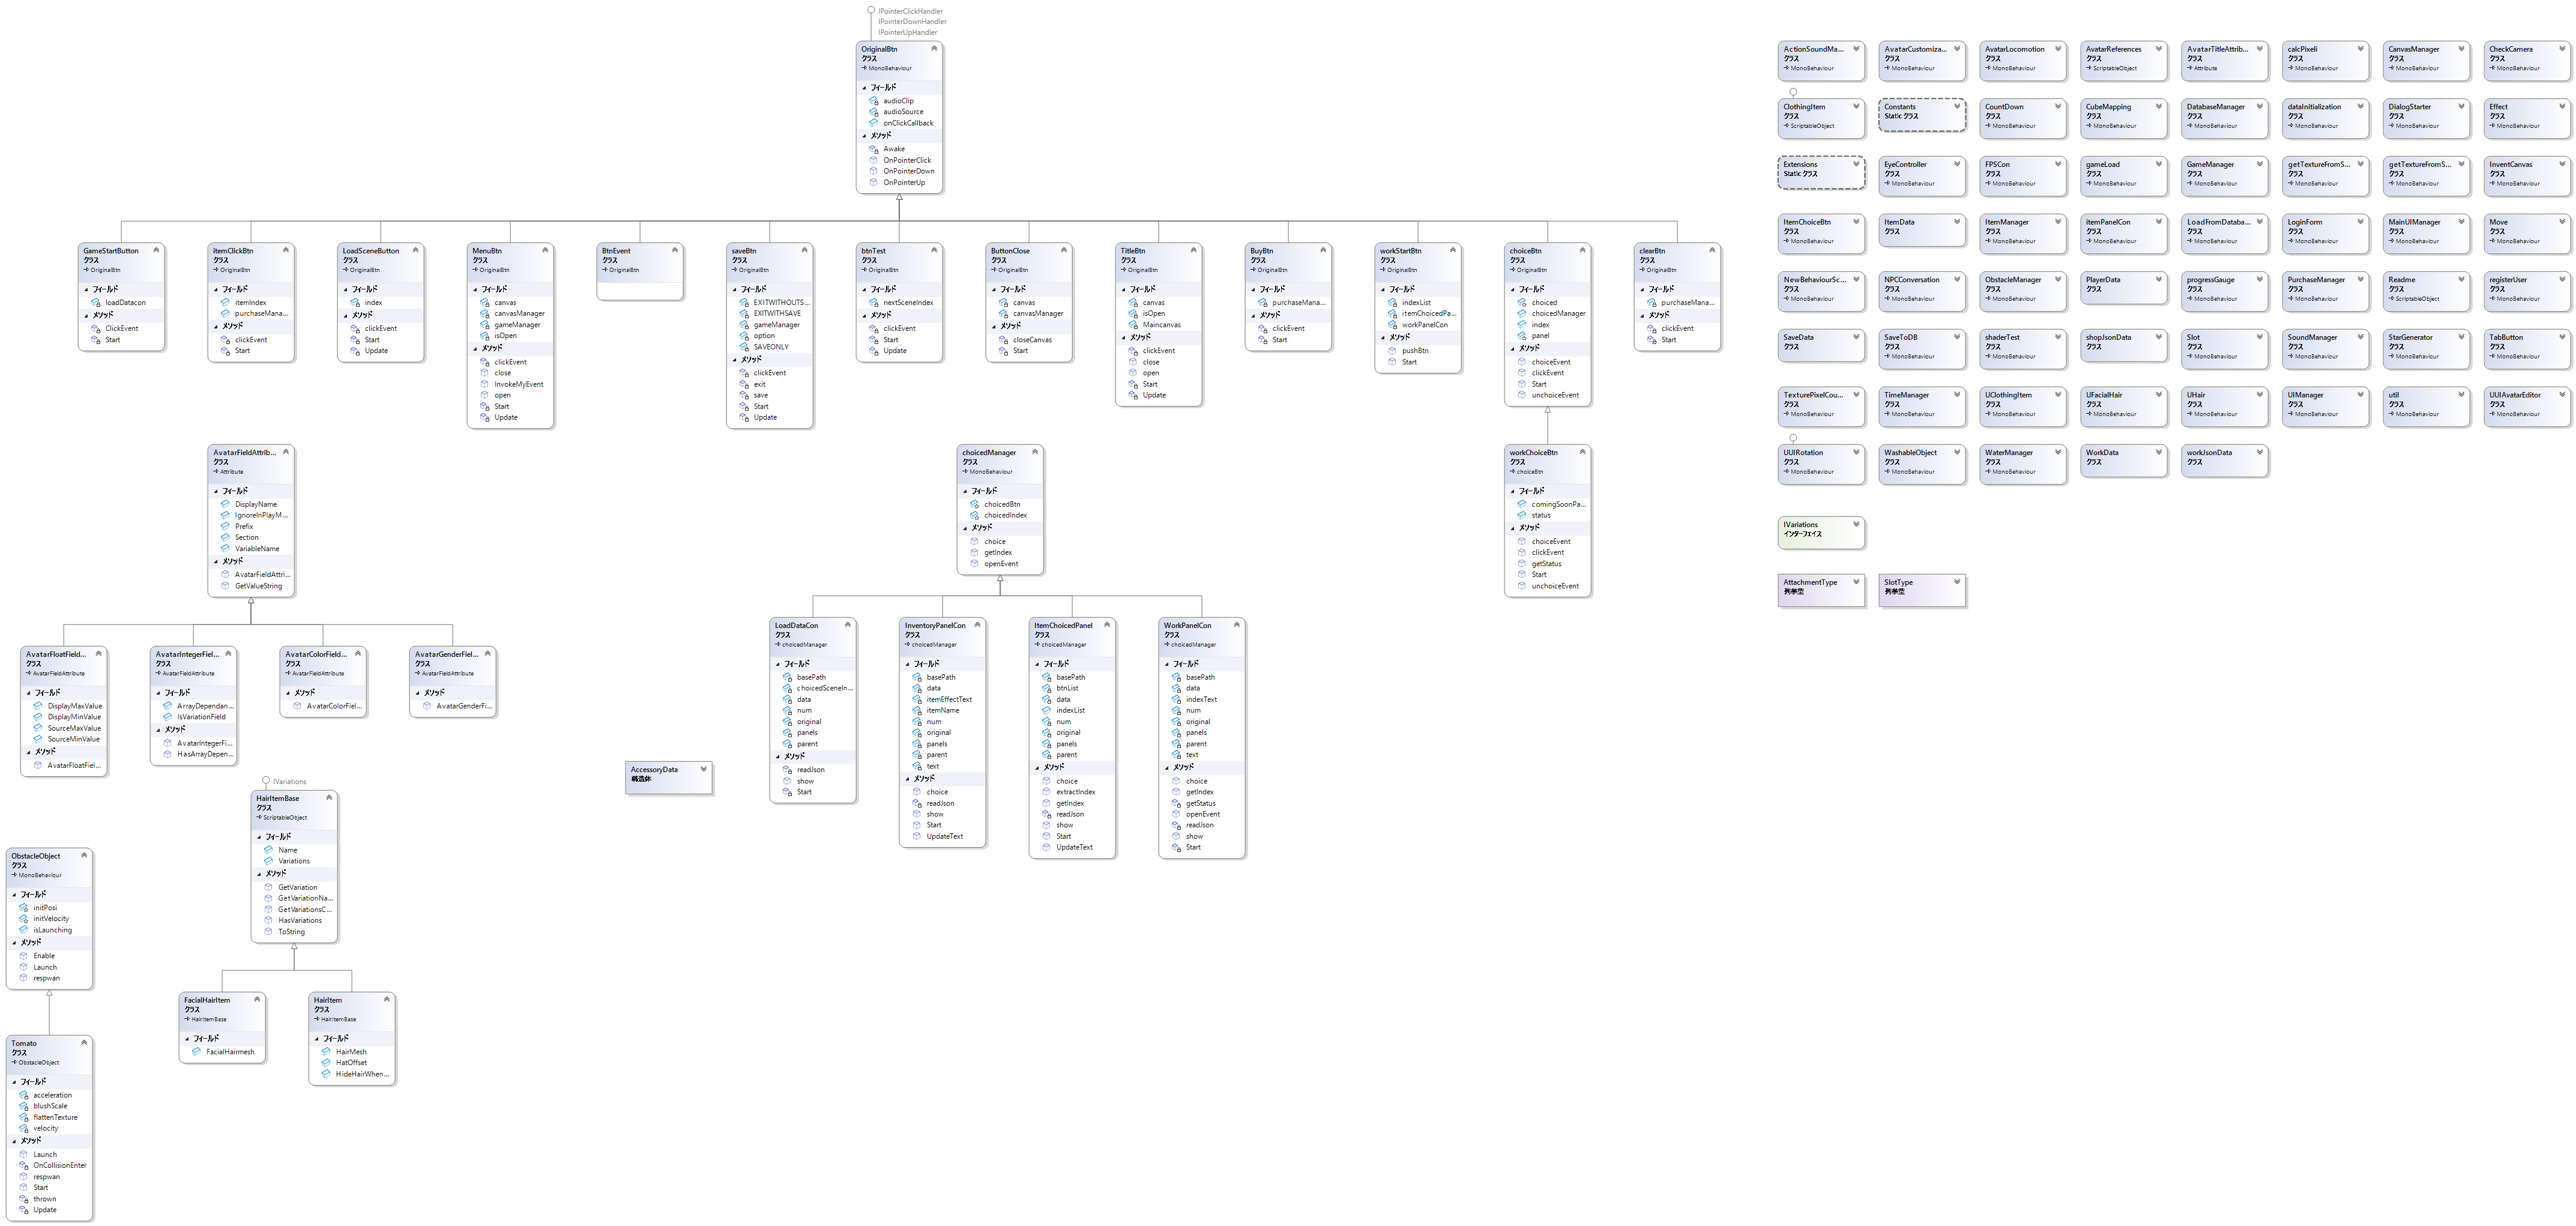 IPointerClickHandler
IPointerDownHandler
IPointerUpHandler
OriginalBtn
クラス
MonoBehaviour
フィールド
audioClip
audioSource
onClickCallback
メソッド
Awake
OnPointerClick
OnPointerDown
OnPointerUp
GameStartButton
クラス
OriginalBtn
フィールド
loadDatacon
メソッド
ClickEvent
Start
itemClickBtn
クラス
OriginalBtn
フィールド
itemIndex
purchaseMana...
メソッド
clickEvent
Start
LoadSceneButton
クラス
OriginalBtn
フィールド
index
メソッド
clickEvent
Start
Update
MenuBtn
クラス
OriginalBtn
フィールド
canvas
canvasManager
gameManager
isOpen
メソッド
clickEvent
close
InvokeMyEvent
open
Start
Update
BtnEvent
クラス
OriginalBtn
saveBtn
クラス
OriginalBtn
フィールド
EXITWITHOUTS...
EXITWITHSAVE
gameManager
option
SAVEONLY
メソッド
clickEvent
exit
save
Start
Update
btnTest
クラス
OriginalBtn
フィールド
nextSceneIndex
メソッド
clickEvent
Start
Update
ButtonClose
クラス
OriginalBtn
フィールド
canvas
canvasManager
メソッド
closeCanvas
Start
TitleBtn
クラス
OriginalBtn
フィールド
canvas
isOpen
Maincanvas
メソッド
clickEvent
close
open
Start
Update
BuyBtn
クラス
OriginalBtn
フィールド
purchaseMana...
メソッド
clickEvent
Start
workStartBtn
クラス
OriginalBtn
フィールド
indexList
itemChoicedPa...
workPanelCon
メソッド
pushBtn
Start
choiceBtn
クラス
OriginalBtn
フィールド
choiced
choicedManager
index
panel
メソッド
choiceEvent
clickEvent
Start
unchoiceEvent
clearBtn
クラス
OriginalBtn
フィールド
purchaseMana...
メソッド
clickEvent
Start
AvatarFieldAttrib...
クラス
Attribute
フィールド
DisplayName
IgnoreInPlayM...
Prefix
Section
VariableName
メソッド
AvatarFieldAttri...
GetValueString
choicedManager
クラス
MonoBehaviour
フィールド
choicedBtn
choicedIndex
メソッド
choice
getIndex
openEvent
workChoiceBtn
クラス
choiceBtn
フィールド
comingSoonPa...
status
メソッド
choiceEvent
clickEvent
getStatus
Start
unchoiceEvent
AvatarFloatField...
クラス
AvatarFieldAttribute
フィールド
DisplayMaxValue
DisplayMinValue
SourceMaxValue
SourceMinValue
メソッド
AvatarFloatFiel...
AvatarIntegerFiel...
クラス
AvatarFieldAttribute
フィールド
ArrayDependan...
IsVariationField
メソッド
AvatarIntegerFi...
HasArrayDepen...
AvatarColorField...
クラス
AvatarFieldAttribute
メソッド
AvatarColorFiel...
AvatarGenderFiel...
クラス
AvatarFieldAttribute
メソッド
AvatarGenderFi...
LoadDataCon
クラス
choicedManager
フィールド
basePath
choicedSceneIn...
data
num
original
panels
parent
メソッド
readJson
show
Start
InventoryPanelCon
クラス
choicedManager
フィールド
basePath
data
itemEffectText
itemName
num
original
panels
parent
text
メソッド
choice
readJson
show
Start
UpdateText
ItemChoicedPanel
クラス
choicedManager
フィールド
basePath
btnList
data
indexList
num
original
panels
parent
メソッド
choice
extractIndex
getIndex
readJson
show
Start
UpdateText
WorkPanelCon
クラス
choicedManager
フィールド
basePath
data
indexText
num
original
panels
parent
text
メソッド
choice
getIndex
getStatus
openEvent
readJson
show
Start
AccessoryData
構造体
IVariations
HairItemBase
クラス
ScriptableObject
フィールド
Name
Variations
メソッド
GetVariation
GetVariationNa...
GetVariationsC...
HasVariations
ToString
ObstacleObject
クラス
MonoBehaviour
フィールド
initPosi
initVelocity
isLaunching
メソッド
Enable
Launch
respwan
FacialHairItem
クラス
HairItemBase
フィールド
FacialHairmesh
HairItem
クラス
HairItemBase
フィールド
HairMesh
HatOffset
HideHairWhen...
Tomato
クラス
ObstacleObject
フィールド
acceleration
blushScale
flattenTexture
velocity
メソッド
Launch
OnCollisionEnter
respwan
Start
thrown
Update
ActionSoundMa...
クラス
MonoBehaviour
AvatarCustomiza...
クラス
MonoBehaviour
AvatarLocomotion
クラス
MonoBehaviour
AvatarReferences
クラス
ScriptableObject
AvatarTitleAttrib...
クラス
Attribute
calcPixeli
クラス
MonoBehaviour
CanvasManager
クラス
MonoBehaviour
CheckCamera
クラス
MonoBehaviour
ClothingItem
クラス
ScriptableObject
Constants
Static クラス
CountDown
クラス
MonoBehaviour
CubeMapping
クラス
MonoBehaviour
DatabaseManager
クラス
MonoBehaviour
dataInitialization
クラス
MonoBehaviour
DialogStarter
クラス
MonoBehaviour
Effect
クラス
MonoBehaviour
Extensions
Static クラス
EyeController
クラス
MonoBehaviour
FPSCon
クラス
MonoBehaviour
gameLoad
クラス
MonoBehaviour
GameManager
クラス
MonoBehaviour
getTextureFromS...
クラス
MonoBehaviour
getTextureFromS...
クラス
MonoBehaviour
InventCanvas
クラス
MonoBehaviour
ItemChoiceBtn
クラス
MonoBehaviour
ItemData
クラス
ItemManager
クラス
MonoBehaviour
itemPanelCon
クラス
MonoBehaviour
LoadFromDataba...
クラス
MonoBehaviour
LoginForm
クラス
MonoBehaviour
MainUIManager
クラス
MonoBehaviour
Move
クラス
MonoBehaviour
NewBehaviourSc...
クラス
MonoBehaviour
NPCConversation
クラス
MonoBehaviour
ObstacleManager
クラス
MonoBehaviour
PlayerData
クラス
progressGauge
クラス
MonoBehaviour
PurchaseManager
クラス
MonoBehaviour
Readme
クラス
ScriptableObject
registerUser
クラス
MonoBehaviour
SaveData
クラス
SaveToDB
クラス
MonoBehaviour
shaderTest
クラス
MonoBehaviour
shopJsonData
クラス
Slot
クラス
MonoBehaviour
SoundManager
クラス
MonoBehaviour
StarGenerator
クラス
MonoBehaviour
TabButton
クラス
MonoBehaviour
TexturePixelCou...
クラス
MonoBehaviour
TimeManager
クラス
MonoBehaviour
UClothingItem
クラス
MonoBehaviour
UFacialHair
クラス
MonoBehaviour
UHair
クラス
MonoBehaviour
UIManager
クラス
MonoBehaviour
util
クラス
MonoBehaviour
UUIAvatarEditor
クラス
MonoBehaviour
UUIRotation
クラス
MonoBehaviour
WashableObject
クラス
MonoBehaviour
WaterManager
クラス
MonoBehaviour
WorkData
クラス
workJsonData
クラス
IVariations
インターフェイス
AttachmentType
列挙型
SlotType
列挙型